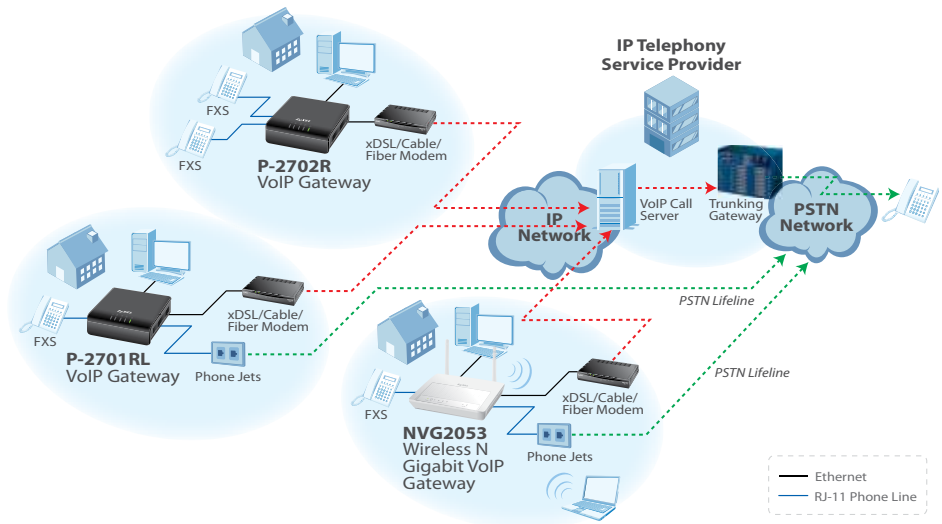 FXS
FXS
P-2702R
VoIP Gateway
xDSL/Cable/
Fiber Modem
IP Telephony
Service Provider
IP
Network
VoIP Call
Server
Trunking
Gateway
PSTN
Network
FXS
P-2701RL
VoIP Gateway
xDSL/Cable/
Fiber Modem
Phone Jets
PSTN Lifeline
PSTN Lifeline
FXS
NVG2053
Wireless N
Gigabit VoIP
Gateway
xDSL/Cable/
Fiber Modem
Phone Jets
Ethernet
RJ-11 Phone Line